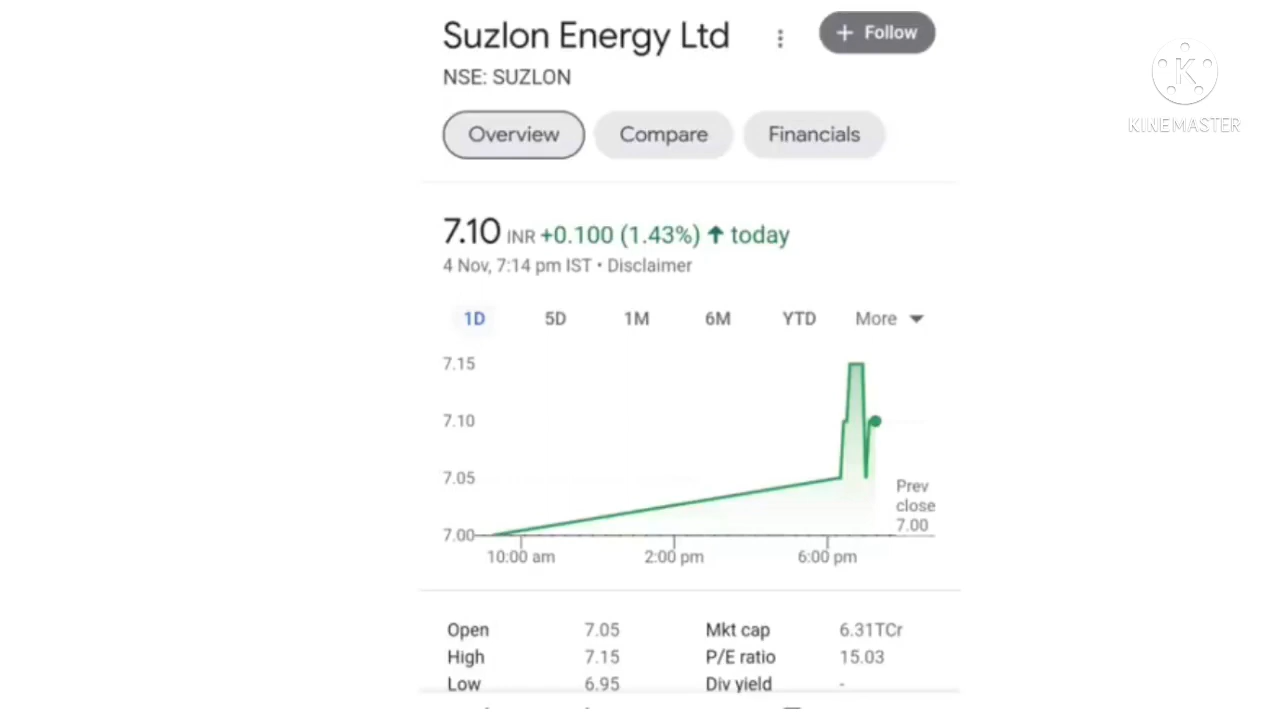 Suzlon Energy Ltd
+ Follow
NSE: SUZLON
K
KINEMASTER
Overview
Compare
Financials
7.10 INR +0.100 (1.43%) ↑ today
4 Nov, 7:14 pm IST • Disclaimer
1D 5D 1M 6M YTD More
7.15
7.10
7.05
7.00
Prev
close
7.00
10:00 am 2:00 pm 6:00 pm
Open 7.05 Mkt cap 6.31TCr
High 7.15 P/E ratio 15.03
Low 6.95 Div yield -